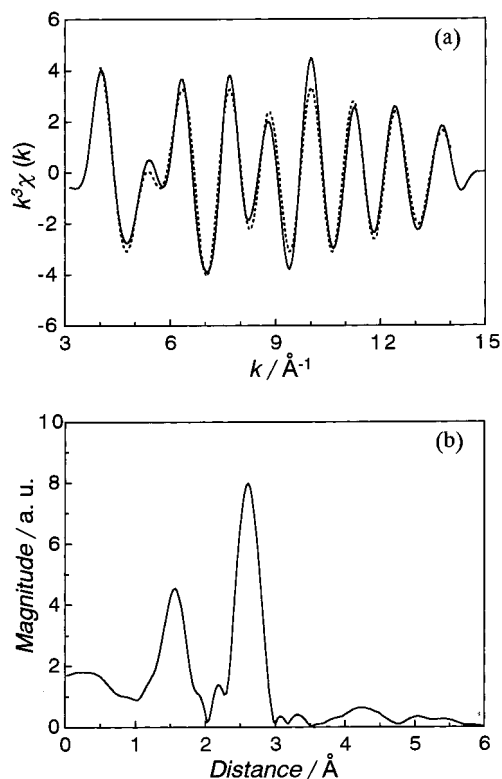 (a)
6
4
2
0
-2
-4
-6
k³χ (k)
3 6 9 12 15
k / Å⁻¹
(b)
10
8
6
4
2
0
Magnitude / a. u.
0 1 2 3 4 5 6
Distance / Å